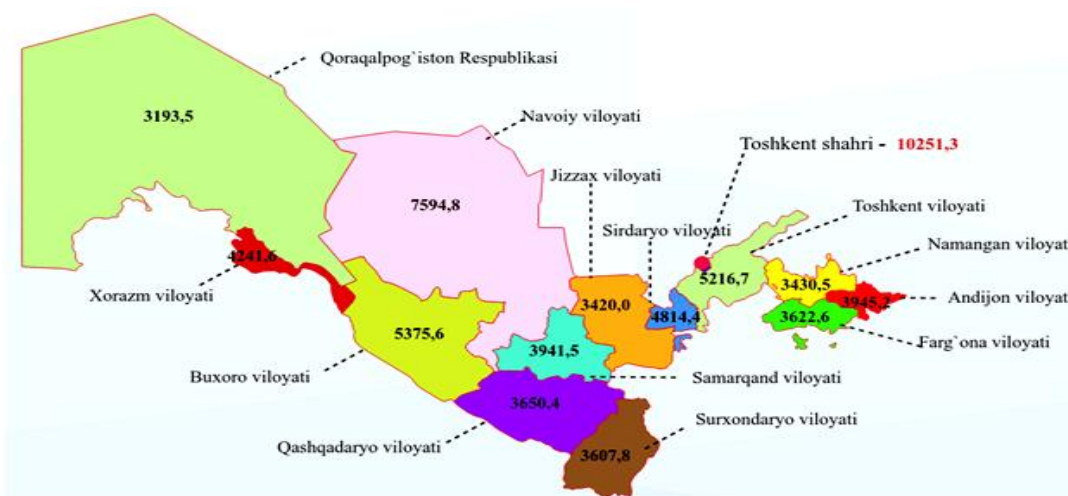 Qoraqalpog`iston Respublikasi
3193,5
Navoiy viloyati
Toshkent shahri - 10251,3
Jizzax viloyati
7594,8
Toshkent viloyati
Sirdaryo viloyati
Namangan viloyat
4241,6
5216,7
3430,5
Xorazm viloyati
3420,0
3945,2
Andijon viloyat
4814,4
3622,6
5375,6
3941,5
Farg`ona viloyati
Buxoro viloyati
Samarqand viloyati
3650,4
Surxondaryo viloyati
Qashqadaryo viloyati
3607,8